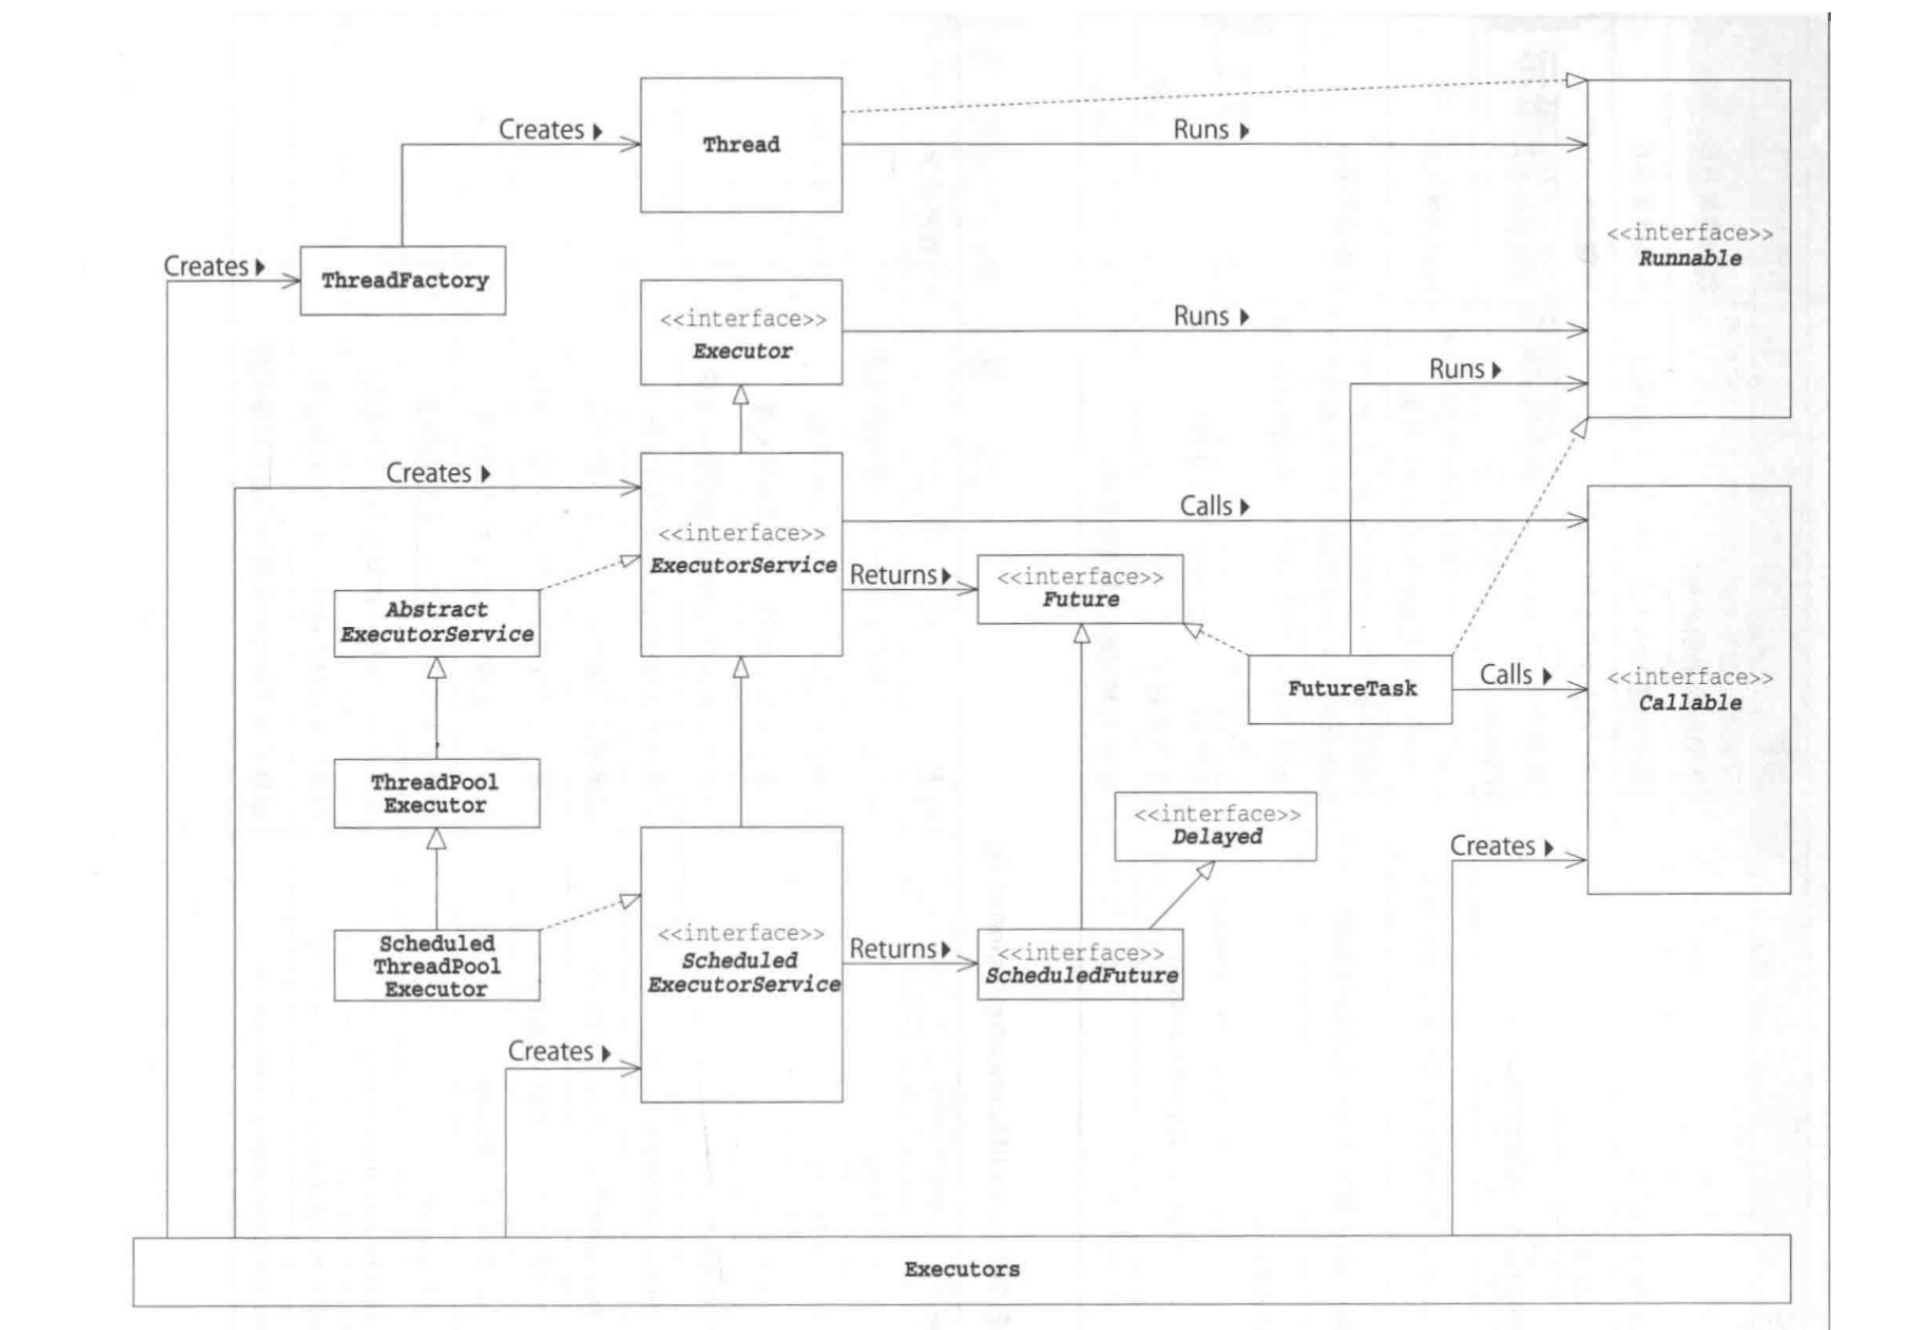 Creates
Thread
Runs
Creates
ThreadFactory
<<interface>>
Runnable
<<interface>>
Executor
Runs
Runs
Creates
<<interface>>
ExecutorService
Calls
Returns
<<interface>>
Future
Abstract
ExecutorService
FutureTask
Calls
<<interface>>
Callable
ThreadPool
Executor
<<interface>>
Delayed
Creates
Scheduled
ThreadPool
Executor
<<interface>>
Scheduled
ExecutorService
Returns
<<interface>>
ScheduledFuture
Creates
Executors